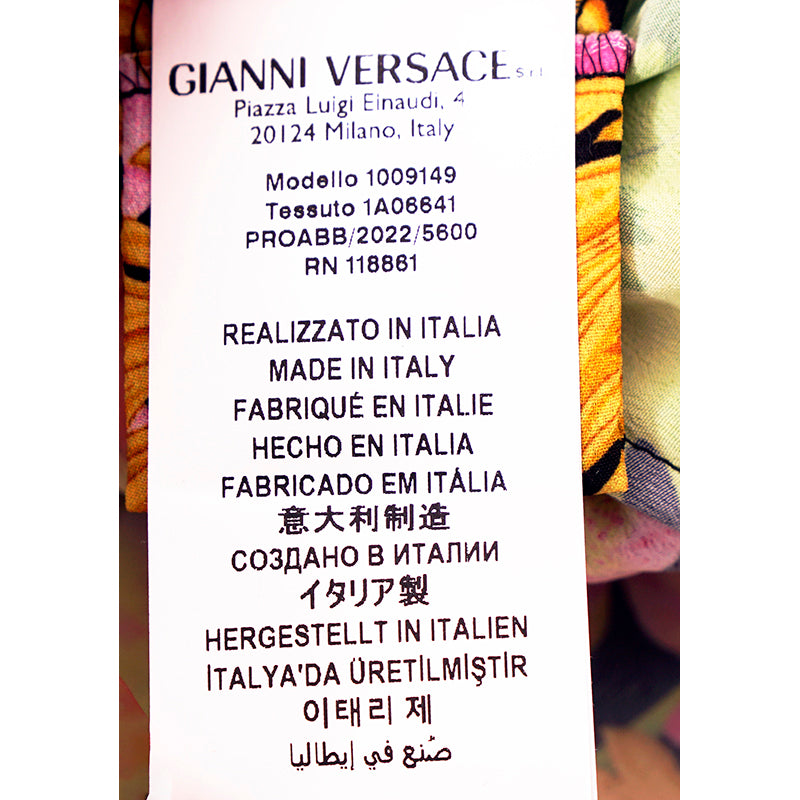 GIANNI VERSACE S.r.l.
Piazza Luigi Einaudi, 4
20124 Milano, Italy
Modello 1009149
Tessuto 1A06641
PROABB/2022/5600
RN 118861
REALIZZATO IN ITALIA
MADE IN ITALY
FABRIQUÉ EN ITALIE
HECHO EN ITALIA
FABRICADO EM ITÁLIA
意大利制造
СОЗДАНО В ИТАЛИИ
イタリア製
HERGESTELLT IN ITALIEN
İTALYA'DA ÜRETİLMİŞTİR
이태리 제
صُنع في إيطاليا